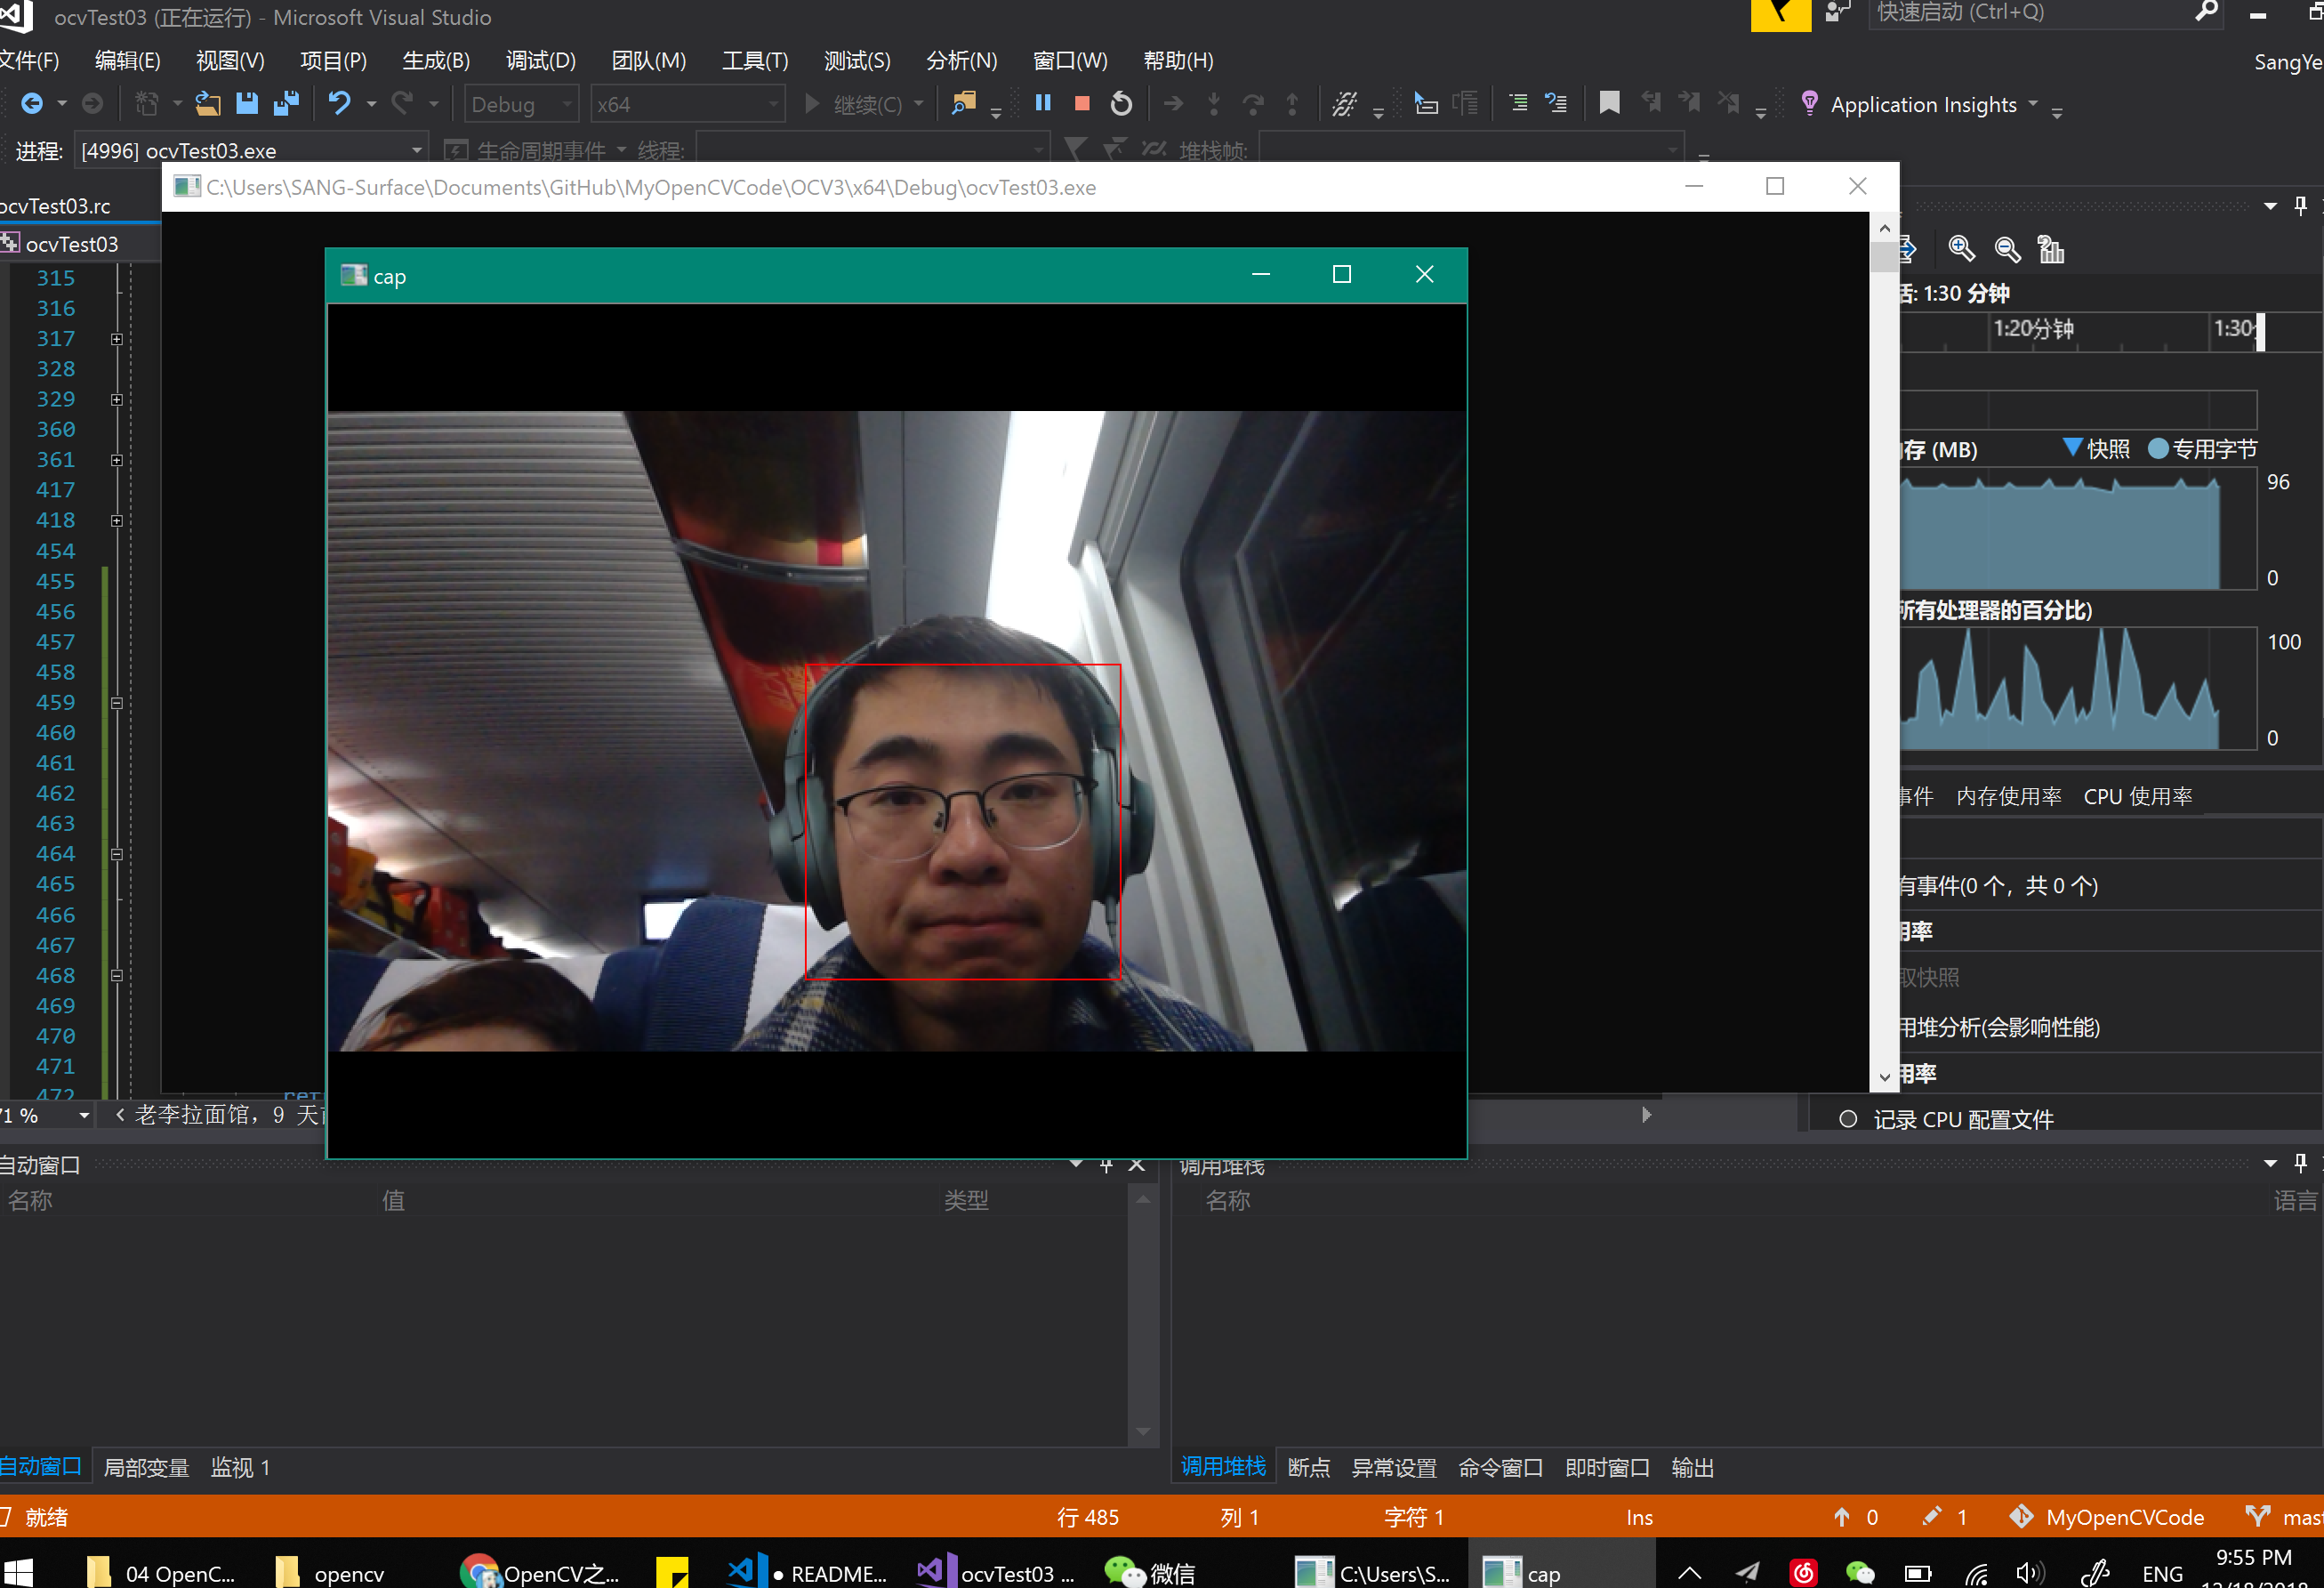 ocvTest03 (正在运行) - Microsoft Visual Studio
快速启动 (Ctrl+Q)
文件(F) 编辑(E) 视图(V) 项目(P) 生成(B) 调试(D) 团队(M) 工具(T) 测试(S) 分析(N) 窗口(W) 帮助(H)
SangYe
Debug x64 继续(C) Application Insights
进程: [4996] ocvTest03.exe 生命周期事件 线程: 堆栈帧:
C:\Users\SANG-Surface\Documents\GitHub\MyOpenCVCode\OCV3\x64\Debug\ocvTest03.exe
ocvTest03.rc
ocvTest03
cap
315
316
317
328
329
360
361
417
418
454
455
456
457
458
459
460
461
462
463
464
465
466
467
468
469
470
471
472
ret
话: 1:30 分钟
1:20分钟 1:30
存 (MB) 快照 专用字节
96
0
所有处理器的百分比)
100
0
事件 内存使用率 CPU 使用率
有事件(0 个，共 0 个)
用率
取快照
用堆分析(会影响性能)
用率
记录 CPU 配置文件
71 % 老李拉面馆，9 天
自动窗口
名称 值 类型
调用堆栈
名称 语言
自动窗口 局部变量 监视 1
调用堆栈 断点 异常设置 命令窗口 即时窗口 输出
就绪 行 485 列 1 字符 1 Ins 0 1 MyOpenCVCode mas
04 OpenC... opencv OpenCV之... ● README... ocvTest03 ... 微信 C:\Users\S... cap ENG 9:55 PM
12/18/2018